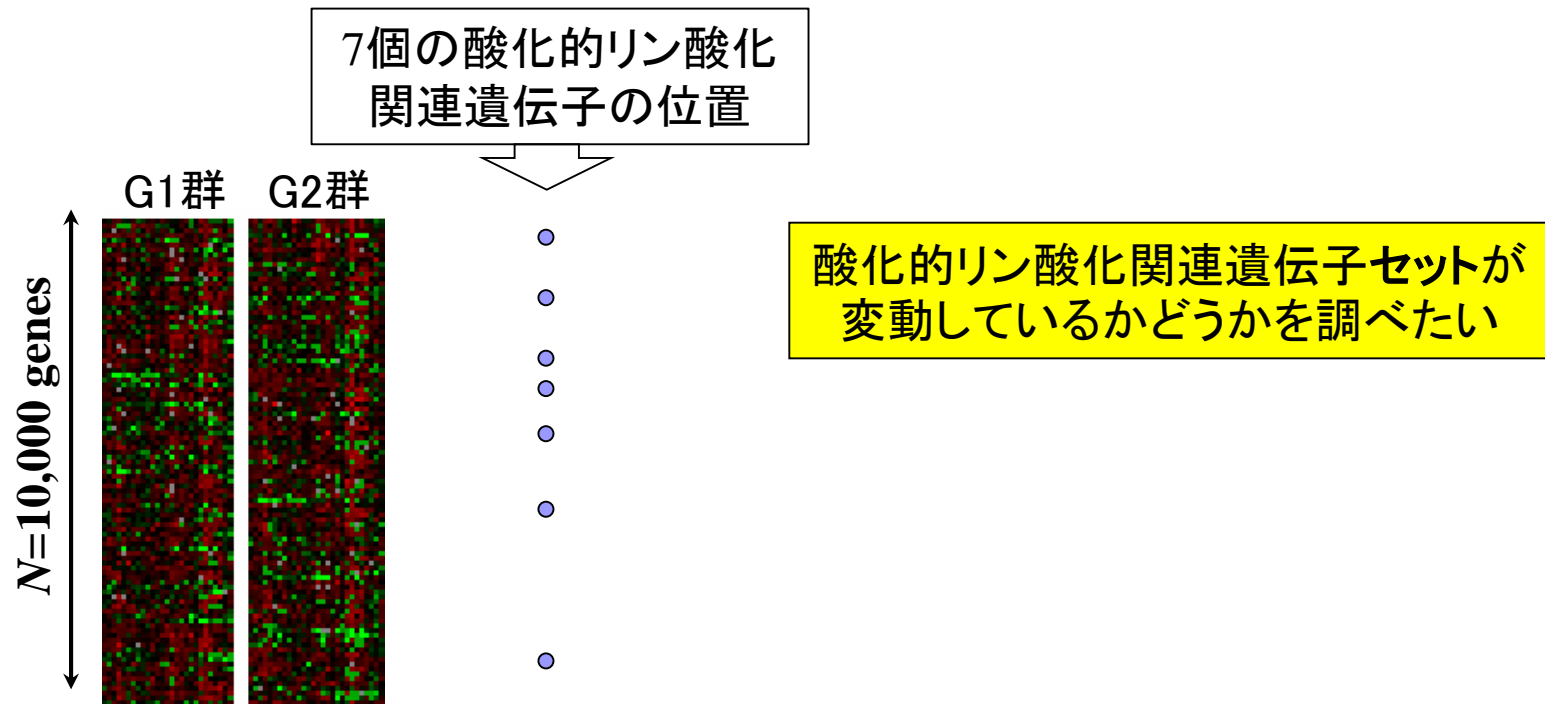 7個の酸化的リン酸化
関連遺伝子の位置
G1群 G2群
N=10,000 genes
酸化的リン酸化関連遺伝子セットが
変動しているかどうかを調べたい